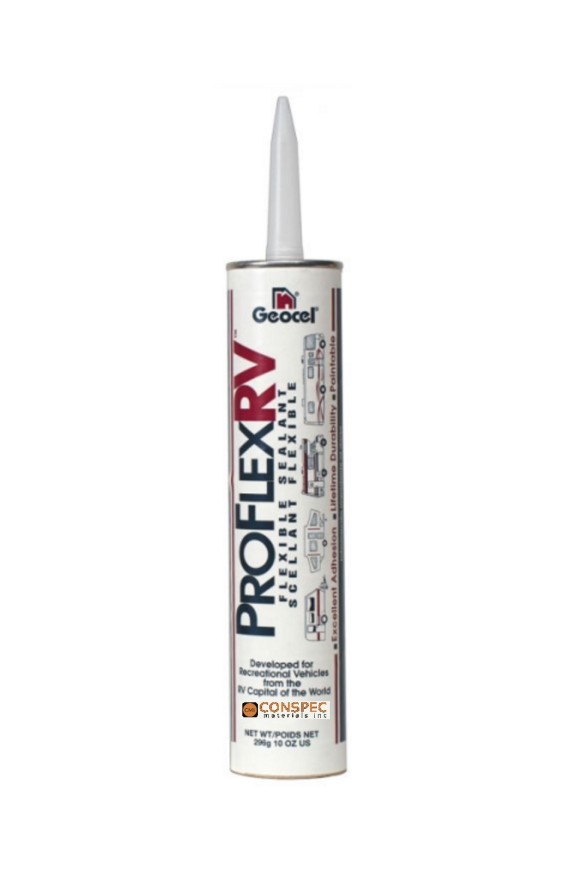 Geocel®
PROFLEXRV™
FLEXIBLE SEALANT
SCELLANT FLEXIBLE
■ Excellent Adhesion ■ Lifetime Durability ■ Paintable
Developed for
Recreational Vehicles
from the
RV Capital of the World
CONSPEC
materials inc
NET WT/POIDS NET
296g 10 OZ US